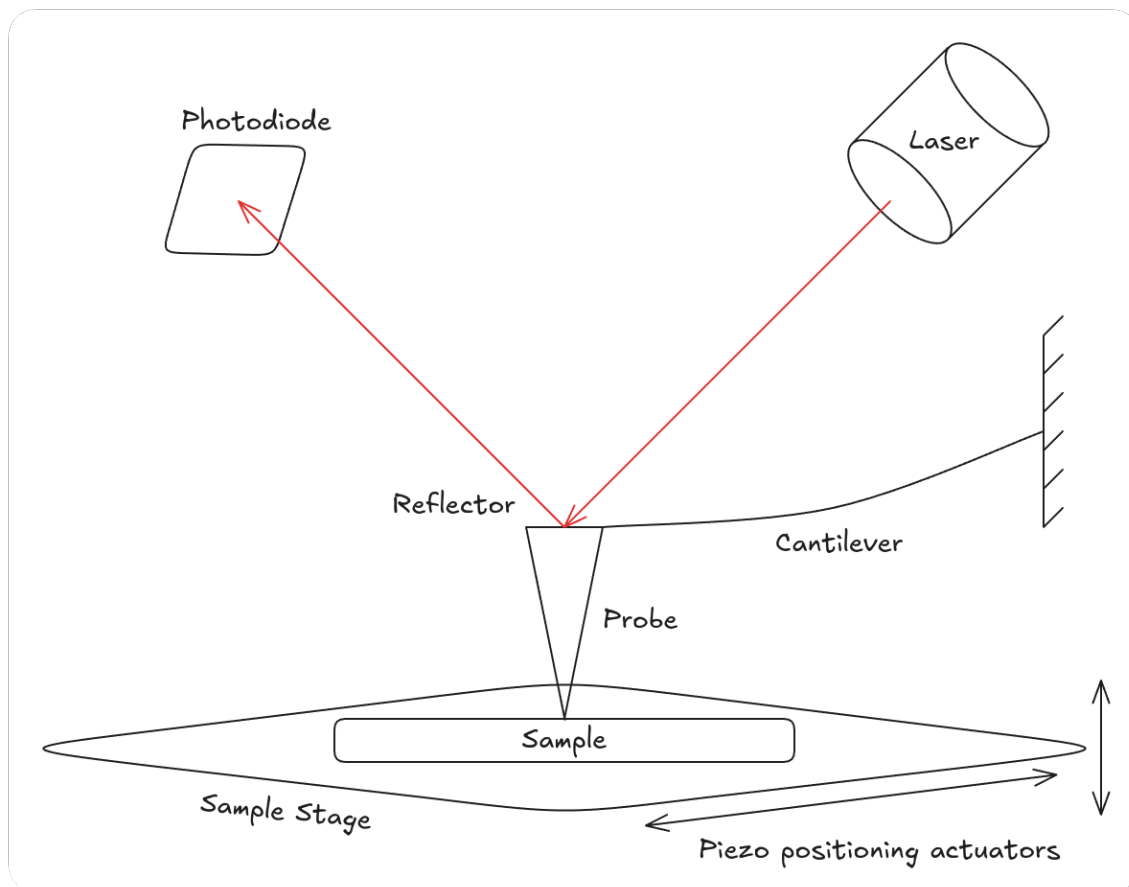 Photodiode
Laser
Reflector
Cantilever
Probe
Sample
Sample Stage
Piezo positioning actuators